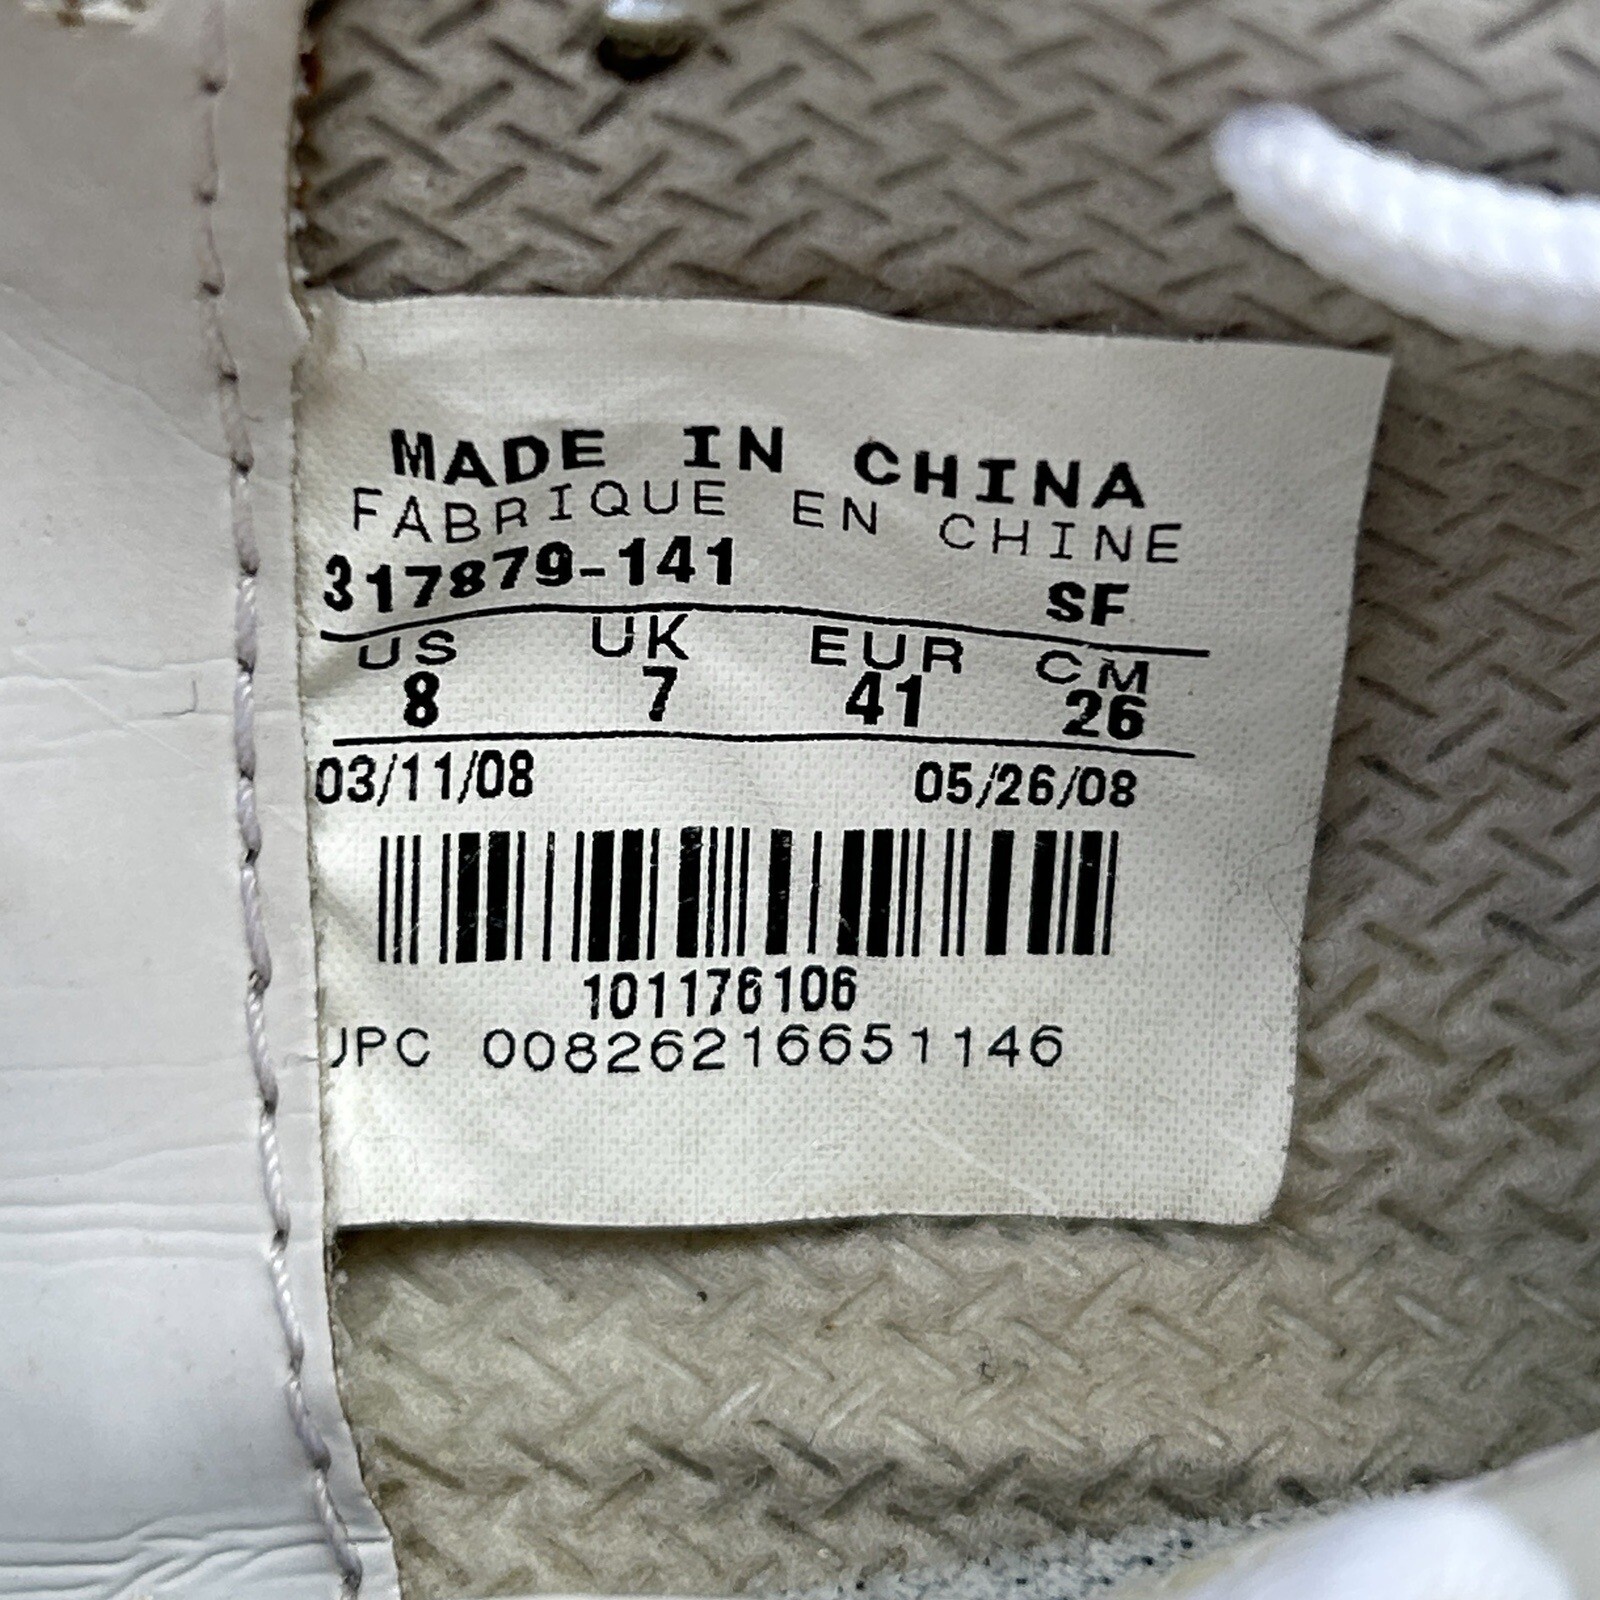 MADE IN CHINA
FABRIQUE EN CHINE
317879-141 SF
US UK EUR CM
8 7 41 26
03/11/08 05/26/08
101176106
UPC 00826216651146